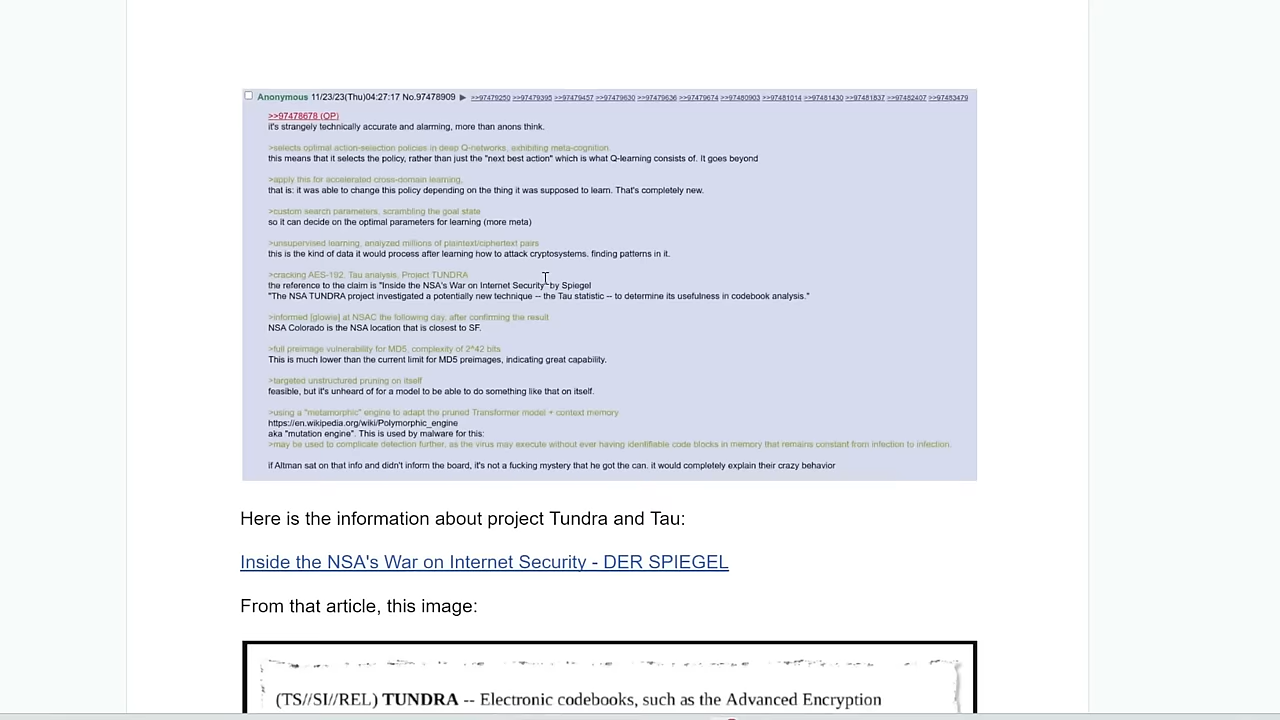 Anonymous 11/23/23(Thu)04:27:17 No.97478909 ▶ >>97479250 >>97479395 >>97479457 >>97479630 >>97479636 >>97479674 >>97480903 >>97481014 >>97481430 >>97481837 >>97482407 >>97483479
>>97478678 (OP)
it's strangely technically accurate and alarming, more than anons think.
>selects optimal action-selection policies in deep Q-networks, exhibiting meta-cognition.
this means that it selects the policy, rather than just the "next best action" which is what Q-learning consists of. It goes beyond
>apply this for accelerated cross-domain learning,
that is: it was able to change this policy depending on the thing it was supposed to learn. That's completely new.
>custom search parameters, scrambling the goal state
so it can decide on the optimal parameters for learning (more meta)
>unsupervised learning, analyzed millions of plaintext/ciphertext pairs
this is the kind of data it would process after learning how to attack cryptosystems. finding patterns in it.
>cracking AES-192, Tau analysis, Project TUNDRA
the reference to the claim is "Inside the NSA's War on Internet Security" by Spiegel
"The NSA TUNDRA project investigated a potentially new technique -- the Tau statistic -- to determine its usefulness in codebook analysis."
>informed [glowie] at NSAC the following day, after confirming the result
NSA Colorado is the NSA location that is closest to SF.
>full preimage vulnerability for MD5, complexity of 2^42 bits
This is much lower than the current limit for MD5 preimages, indicating great capability.
>targeted unstructured pruning on itself
feasible, but it's unheard of for a model to be able to do something like that on itself.
>using a "metamorphic" engine to adapt the pruned Transformer model + context memory
https://en.wikipedia.org/wiki/Polymorphic_engine
aka "mutation engine". This is used by malware for this:
>may be used to complicate detection further, as the virus may execute without ever having identifiable code blocks in memory that remains constant from infection to infection.
if Altman sat on that info and didn't inform the board, it's not a fucking mystery that he got the can. it would completely explain their crazy behavior
Here is the information about project Tundra and Tau:
Inside the NSA's War on Internet Security - DER SPIEGEL
From that article, this image:
(TS//SI//REL) TUNDRA -- Electronic codebooks, such as the Advanced Encryption